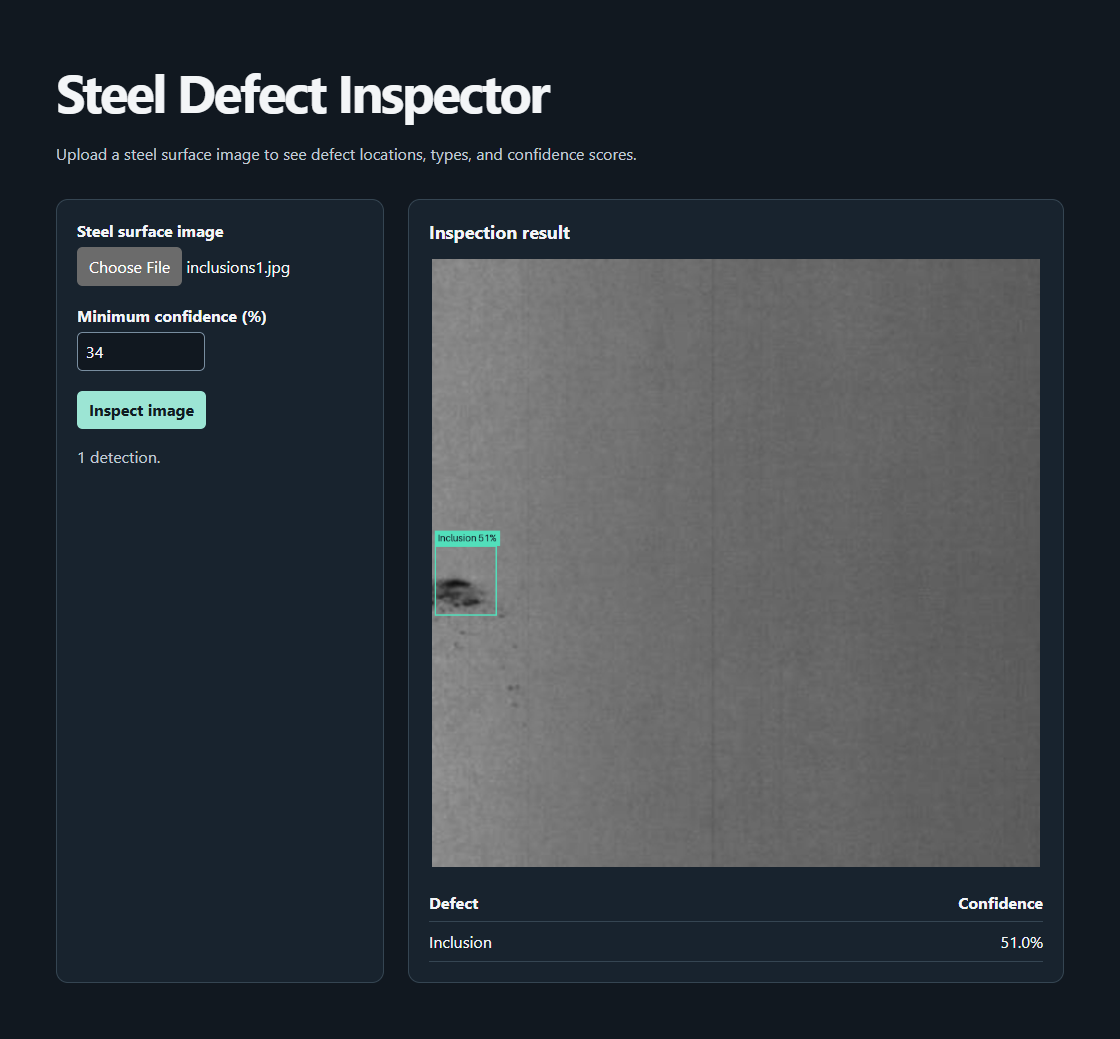 Steel Defect Inspector
Upload a steel surface image to see defect locations, types, and confidence scores.
Steel surface image
Choose File inclusions1.jpg
Minimum confidence (%)
34
Inspect image
1 detection.
Inspection result
Inclusion 51%
Defect Confidence
Inclusion 51.0%